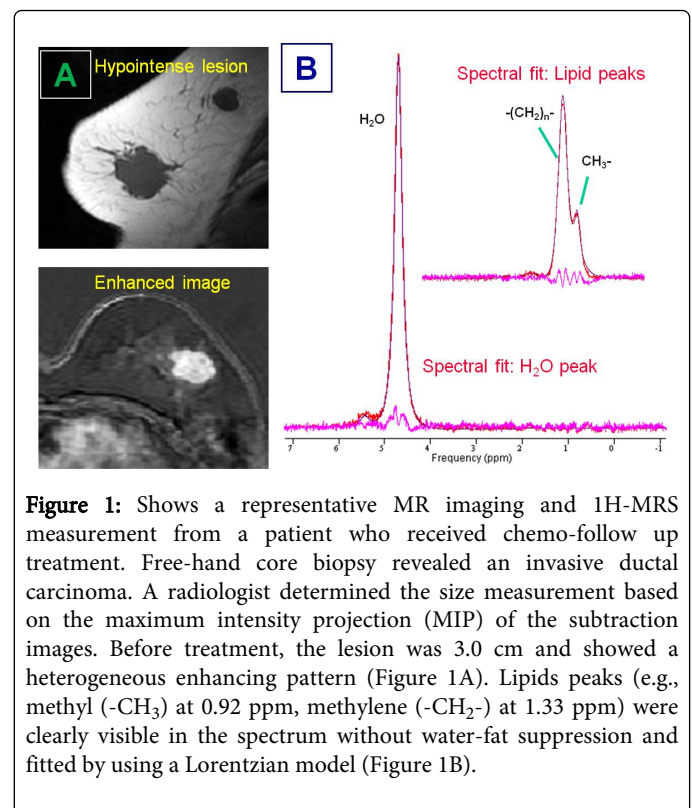 A
Hypointense lesion
Enhanced image
B
Spectral fit: Lipid peaks
-(CH₂)ₙ-
CH₃-
H₂O
Spectral fit: H₂O peak
7 6 5 4 3 2 1 0 -1
Frequency (ppm)
Figure 1: Shows a representative MR imaging and 1H-MRS
measurement from a patient who received chemo-follow up
treatment. Free-hand core biopsy revealed an invasive ductal
carcinoma. A radiologist determined the size measurement based
on the maximum intensity projection (MIP) of the subtraction
images. Before treatment, the lesion was 3.0 cm and showed a
heterogeneous enhancing pattern (Figure 1A). Lipids peaks (e.g.,
methyl (-CH₃) at 0.92 ppm, methylene (-CH₂-) at 1.33 ppm) were
clearly visible in the spectrum without water-fat suppression and
fitted by using a Lorentzian model (Figure 1B).